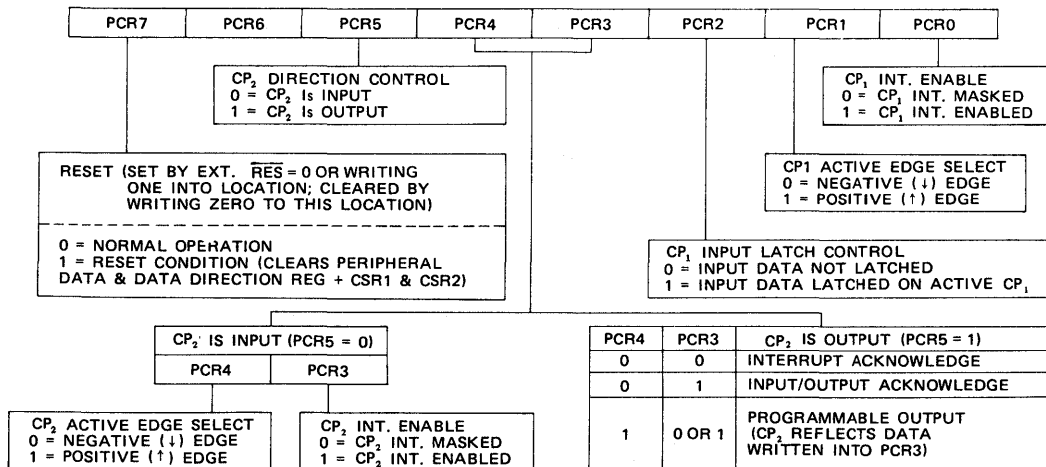 PCR7 PCR6 PCR5 PCR4 PCR3 PCR2 PCR1 PCR0
CP₂ DIRECTION CONTROL
0 = CP₂ Is INPUT
1 = CP₂ Is OUTPUT
CP₁ INT. ENABLE
0 = CP₁ INT. MASKED
1 = CP₁ INT. ENABLED
RESET (SET BY EXT. R̅E̅S̅ = 0 OR WRITING
ONE INTO LOCATION; CLEARED BY
WRITING ZERO TO THIS LOCATION)
0 = NORMAL OPERATION
1 = RESET CONDITION (CLEARS PERIPHERAL
DATA & DATA DIRECTION REG + CSR1 & CSR2)
CP1 ACTIVE EDGE SELECT
0 = NEGATIVE (↓) EDGE
1 = POSITIVE (↑) EDGE
CP₁ INPUT LATCH CONTROL
0 = INPUT DATA NOT LATCHED
1 = INPUT DATA LATCHED ON ACTIVE CP₁
CP₂ IS INPUT (PCR5 = 0)
PCR4 PCR3
CP₂ ACTIVE EDGE SELECT
0 = NEGATIVE (↓) EDGE
1 = POSITIVE (↑) EDGE
CP₂ INT. ENABLE
0 = CP₂ INT. MASKED
1 = CP₂ INT. ENABLED
PCR4 PCR3 CP₂ IS OUTPUT (PCR5 = 1)
0 0 INTERRUPT ACKNOWLEDGE
0 1 INPUT/OUTPUT ACKNOWLEDGE
1 0 OR 1 PROGRAMMABLE OUTPUT
(CP₂ REFLECTS DATA
WRITTEN INTO PCR3)